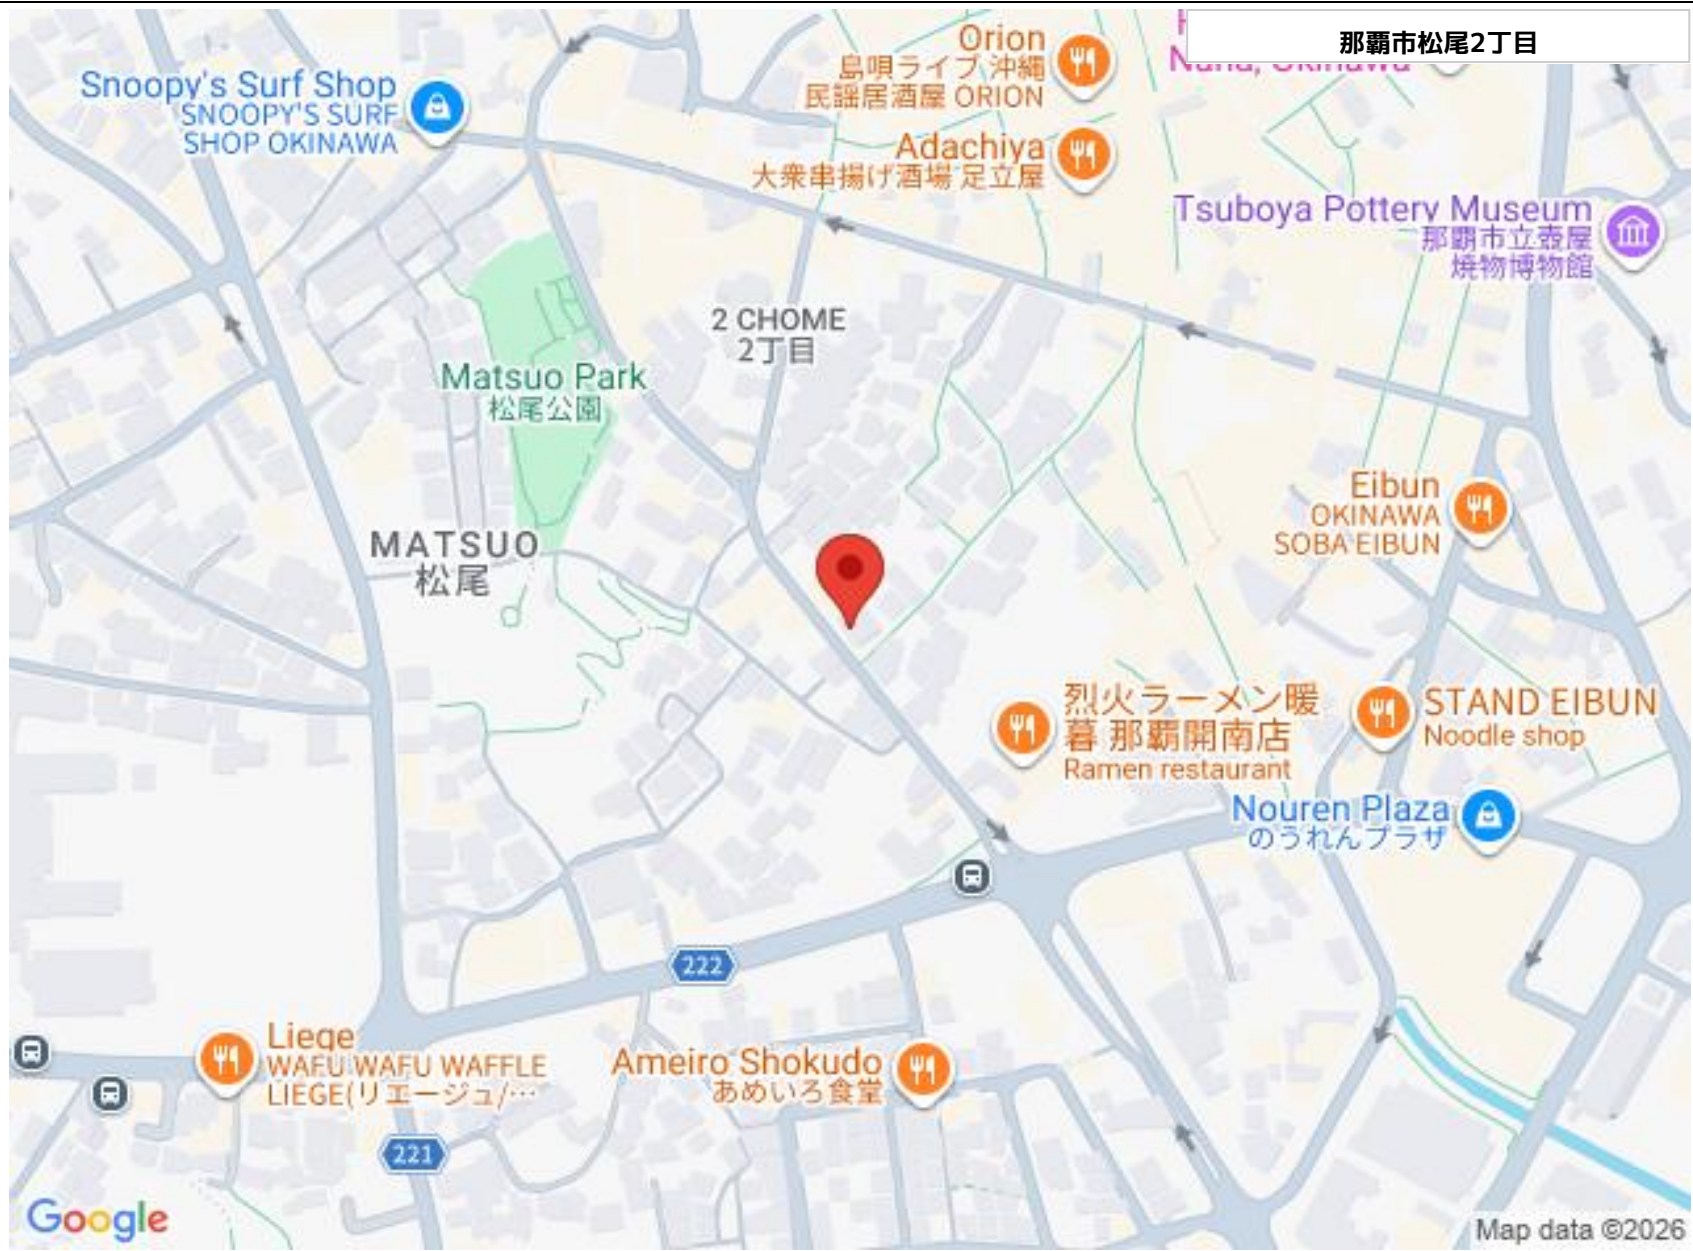 那覇市松尾2丁目
Orion
島唄ライブ 沖縄
民謡居酒屋 ORION
Snoopy's Surf Shop
SNOOPY'S SURF
SHOP OKINAWA
Adachiya
大衆串揚げ酒場 足立屋
Tsuboya Pottery Museum
那覇市立壺屋
焼物博物館
2 CHOME
2丁目
Matsuo Park
松尾公園
Eibun
OKINAWA
SOBA EIBUN
MATSUO
松尾
烈火ラーメン暖
暮 那覇開南店
Ramen restaurant
STAND EIBUN
Noodle shop
Nouren Plaza
のうれんプラザ
222
Liege
WAFU WAFU WAFFLE
LIEGE(リエージュ/…
Ameiro Shokudo
あめいろ食堂
221
Google
Map data ©2026